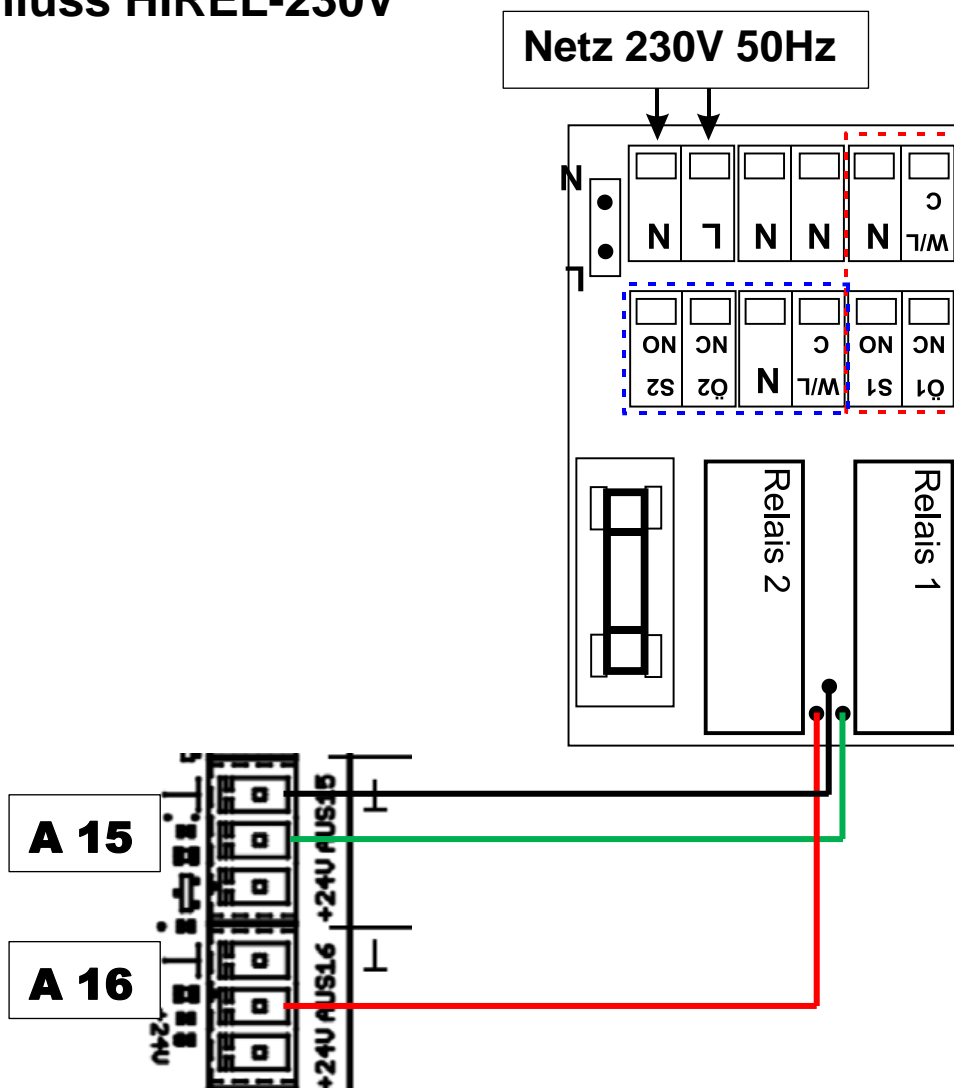 luss HIREL-230V
Netz 230V 50Hz
N
L
N L N N N C W/L
NO S2
NC Ö2
N
C W/L
NO S1
NC Ö1
Relais 2
Relais 1
A 15
+24V AUS15
A 16
+24V AUS16
+24V